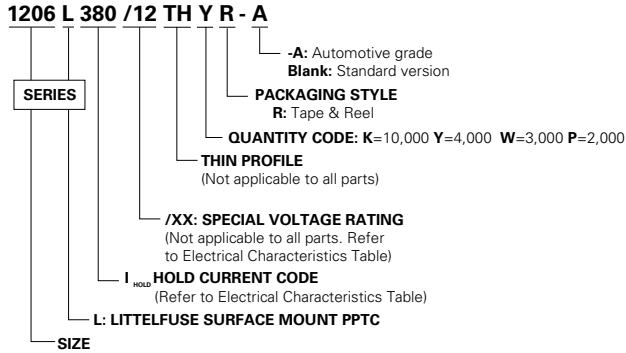 1206 L 380 /12 TH Y R - A
-A: Automotive grade
Blank: Standard version
SERIES
PACKAGING STYLE
R: Tape & Reel
QUANTITY CODE: K=10,000 Y=4,000 W=3,000 P=2,000
THIN PROFILE
(Not applicable to all parts)
/XX: SPECIAL VOLTAGE RATING
(Not applicable to all parts. Refer
to Electrical Characteristics Table)
I HOLD HOLD CURRENT CODE
(Refer to Electrical Characteristics Table)
L: LITTELFUSE SURFACE MOUNT PPTC
SIZE